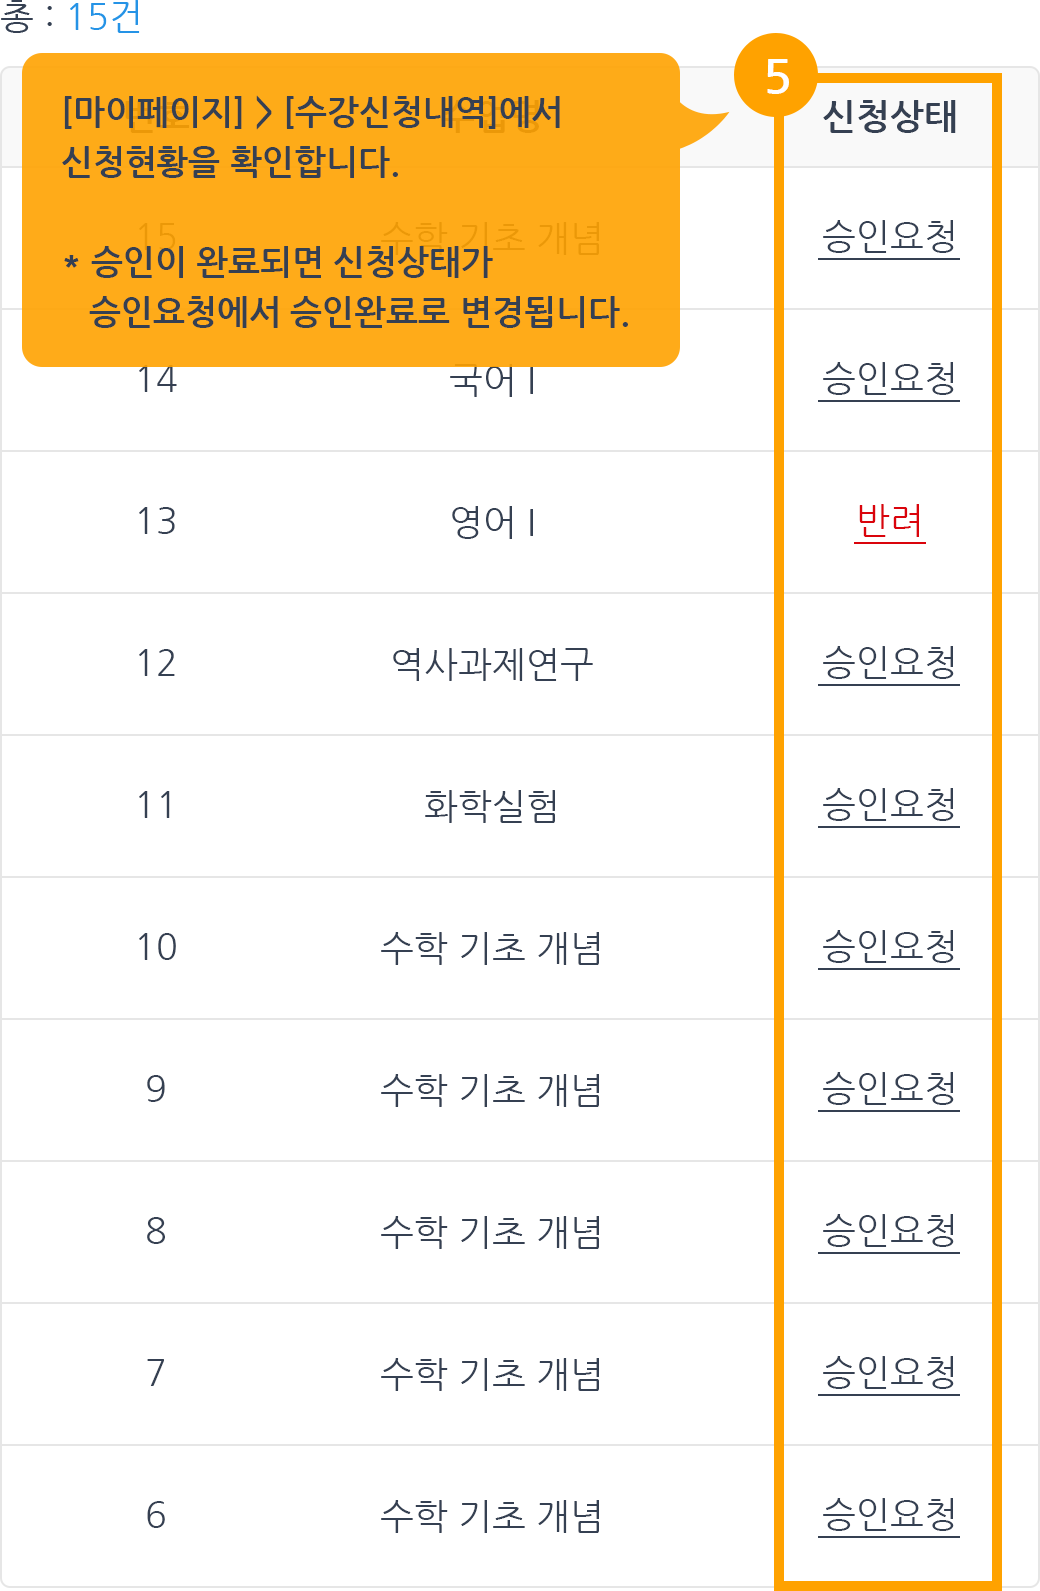 총 : 15건
5
[마이페이지] > [수강신청내역]에서
신청현황을 확인합니다.
* 승인이 완료되면 신청상태가
승인요청에서 승인완료로 변경됩니다.
번호 수업명 신청상태
15 수학 기초 개념 승인요청
14 국어 I 승인요청
13 영어 I 반려
12 역사과제연구 승인요청
11 화학실험 승인요청
10 수학 기초 개념 승인요청
9 수학 기초 개념 승인요청
8 수학 기초 개념 승인요청
7 수학 기초 개념 승인요청
6 수학 기초 개념 승인요청